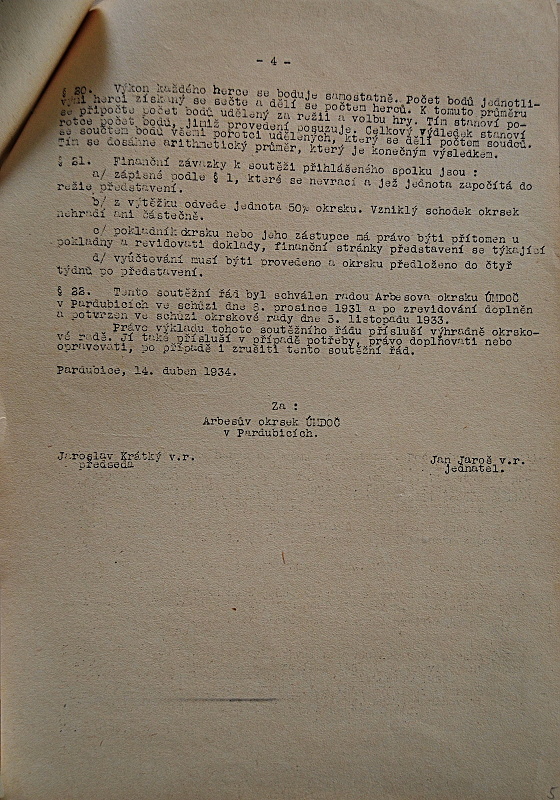 - 4 -
§ 20. Výkon každého herce se boduje samostatně. Počet bodů jednotli-
vými herci získaný se sečte a dělí se počtem herců. K tomuto průměru
se připočte počet bodů udělený za režii a volbu hry. Tím stanoví po-
rotce počet bodů, jimiž provedení posuzuje. Celkový výdledek stanoví
se součtem bodů všemi porotci udělených, který se dělí počtem soudců.
Tím se dosáhne arithmetický průměr, který je konečným výsledkem.
§ 21. Finanční závazky k soutěži přihlášeného spolku jsou :
a/ zápisné podle § 1, která se nevrací a jež jednota započítá do
režie představení.
b/ z výtěžku odvede jednota 50% okrsku. Vzniklý schodek okrsek
nehradí ani částečně.
c/ pokladník okrsku nebo jeho zástupce má právo býti přítomen u
pokladny a revidovati doklady, finanční stránky představení se týkající
d/ vyúčtování musí býti provedeno a okrsku předloženo do čtyř
týdnů po představení.
§ 22. Tento soutěžní řád byl schválen radou Arbesova okrsku ÚMDOČ
v Pardubicích ve schůzi dne 3. prosince 1931 a po zrevidování doplněn
a potvrzen ve schůzi okrskové rady dne 5. listopadu 1933.
Právo výkladu tohoto soutěžního řádu přísluší výhradně okrsko-
vé radě. Jí také přísluší v případě potřeby, právo doplňovati nebo
opravovati, po případě i zrušiti tento soutěžní řád.
Pardubice, 14. duben 1934.
Za :
Arbesův okrsek ÚMDOČ
v Pardubicích.
Jaroslav Krátký v.r.
předseda
Jan Jaroš v.r.
jednatel.
5